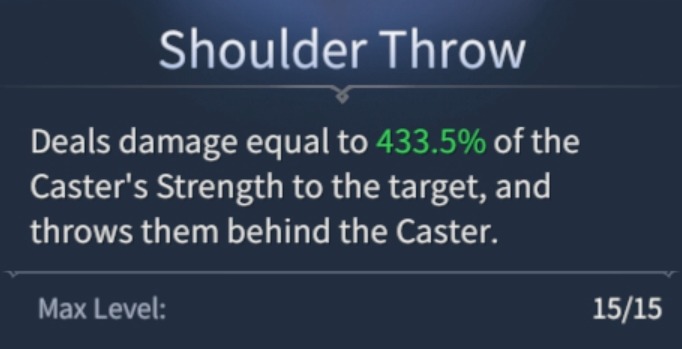 Shoulder Throw
Deals damage equal to 433.5% of the
Caster's Strength to the target, and
throws them behind the Caster.
Max Level: 15/15